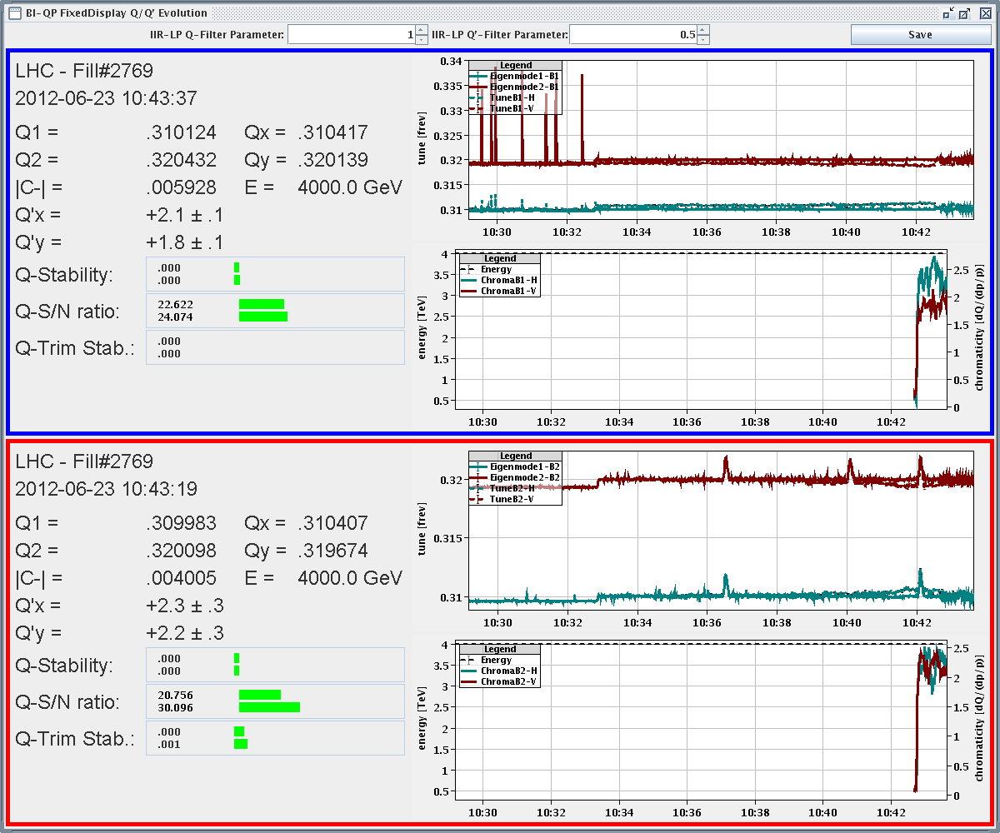 BI-QP FixedDisplay Q/Q' Evolution
IIR-LP Q-Filter Parameter: 1 IIR-LP Q'-Filter Parameter: 0.5 Save
LHC - Fill#2769
2012-06-23 10:43:37
Q1 = .310124 Qx = .310417
Q2 = .320432 Qy = .320139
|C-| = .005928 E = 4000.0 GeV
Q'x = +2.1 ± .1
Q'y = +1.8 ± .1
Q-Stability: .000
.000
Q-S/N ratio: 22.622
24.074
Q-Trim Stab.: .000
.000
tune [frev]
0.34
0.335
0.33
0.325
0.32
0.315
0.31
Legend
Eigenmode1-B1
Eigenmode2-B1
TuneB1-H
TuneB1-V
10:30 10:32 10:34 10:36 10:38 10:40 10:42
energy [TeV]
4
3.5
3
2.5
2
1.5
1
0.5
Legend
Energy
ChromaB1-H
ChromaB1-V
2.5
2
1.5
1
0.5
0
chromaticity [dQ/(dp/p)]
10:30 10:32 10:34 10:36 10:38 10:40 10:42
LHC - Fill#2769
2012-06-23 10:43:19
Q1 = .309983 Qx = .310407
Q2 = .320098 Qy = .319674
|C-| = .004005 E = 4000.0 GeV
Q'x = +2.3 ± .3
Q'y = +2.2 ± .3
Q-Stability: .000
.000
Q-S/N ratio: 20.756
30.096
Q-Trim Stab.: .000
.001
tune [frev]
0.32
0.315
0.31
Legend
Eigenmode1-B2
Eigenmode2-B2
TuneB2-H
TuneB2-V
10:30 10:32 10:34 10:36 10:38 10:40 10:42
energy [TeV]
4
3.5
3
2.5
2
1.5
1
0.5
Legend
Energy
ChromaB2-H
ChromaB2-V
2.5
2
1.5
1
0.5
0
chromaticity [dQ/(dp/p)]
10:30 10:32 10:34 10:36 10:38 10:40 10:42